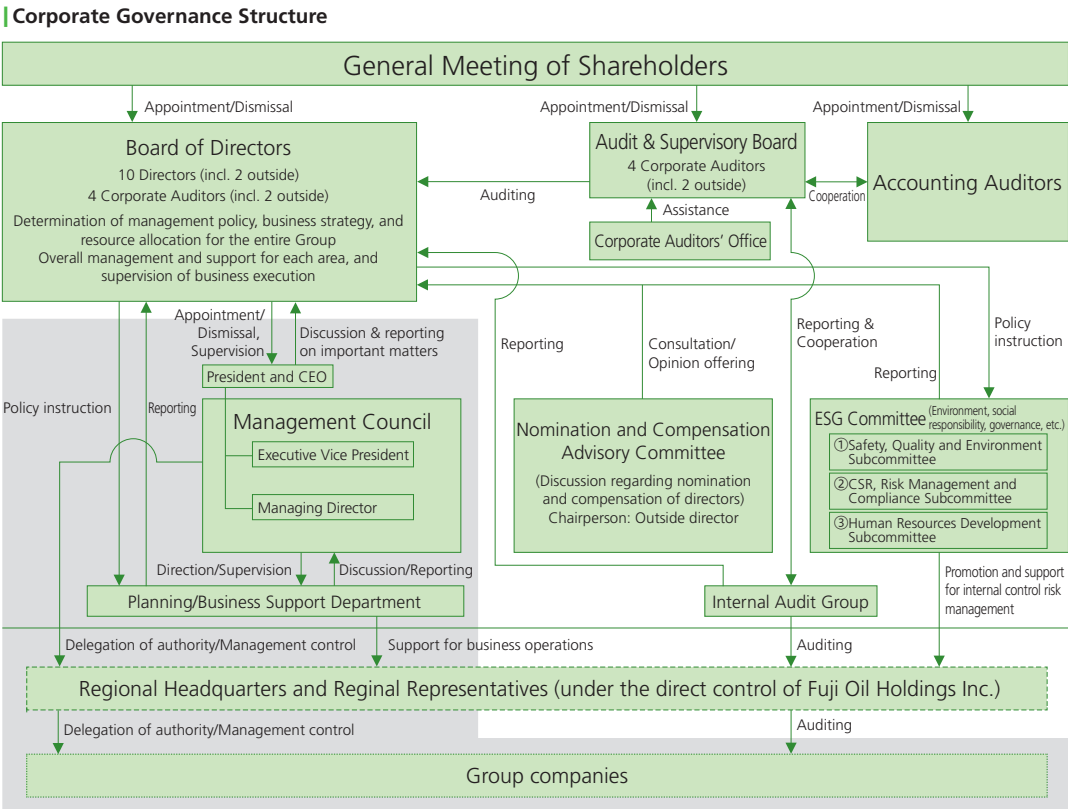 Corporate Governance Structure
General Meeting of Shareholders
Appointment/Dismissal
Appointment/Dismissal
Appointment/Dismissal
Board of Directors
10 Directors (incl. 2 outside)
4 Corporate Auditors (incl. 2 outside)
Determination of management policy, business strategy, and
resource allocation for the entire Group
Overall management and support for each area, and
supervision of business execution
Auditing
Audit & Supervisory Board
4 Corporate Auditors
(incl. 2 outside)
Assistance
Corporate Auditors’ Office
Cooperation
Accounting Auditors
Appointment/
Dismissal,
Supervision
Discussion & reporting
on important matters
Reporting
Consultation/
Opinion offering
Reporting &
Cooperation
Reporting
Policy
instruction
President and CEO
Policy instruction
Reporting
Management Council
Executive Vice President
Managing Director
Nomination and Compensation
Advisory Committee
(Discussion regarding nomination
and compensation of directors)
Chairperson: Outside director
ESG Committee (Environment, social
responsibility, governance, etc.)
①Safety, Quality and Environment
Subcommittee
②CSR, Risk Management and
Compliance Subcommittee
③Human Resources Development
Subcommittee
Direction/Supervision
Discussion/Reporting
Planning/Business Support Department
Internal Audit Group
Promotion and support
for internal control risk
management
Delegation of authority/Management control
Support for business operations
Auditing
Regional Headquarters and Reginal Representatives (under the direct control of Fuji Oil Holdings Inc.)
Delegation of authority/Management control
Auditing
Group companies